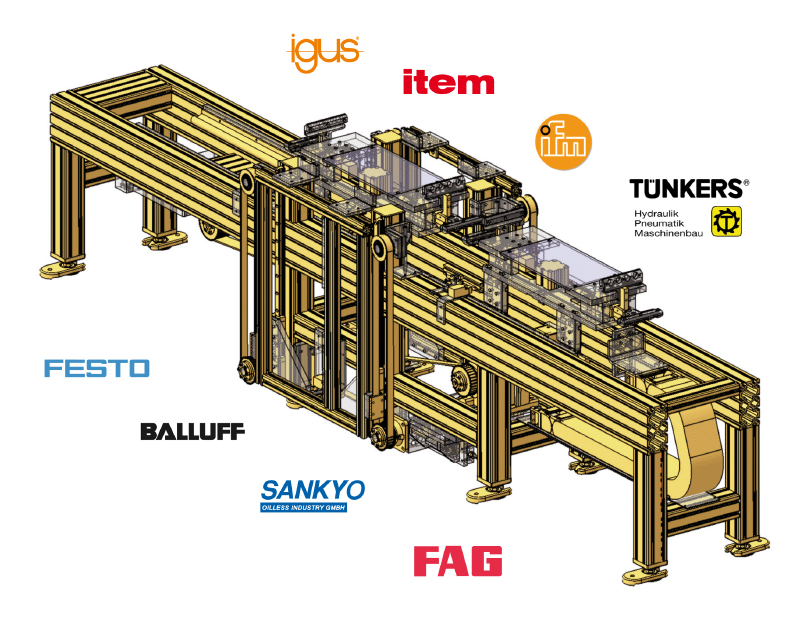 igus®
item
ifm
TÜNKERS®
Hydraulik
Pneumatik
Maschinenbau
FESTO
BALLUFF
SANKYO
OILLESS INDUSTRY GMBH
FAG